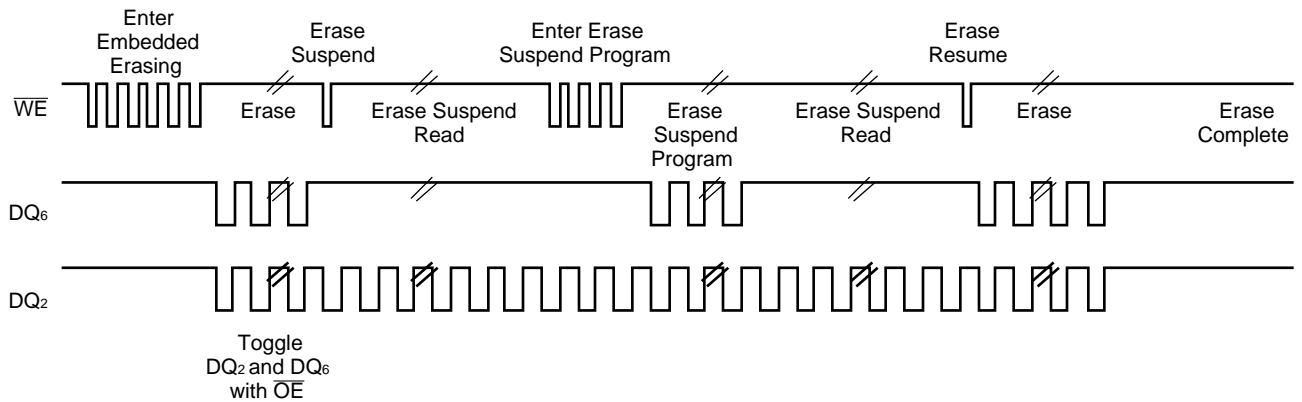 Enter
Embedded
Erasing
Erase
Suspend
Enter Erase
Suspend Program
Erase
Resume
WE
Erase
Erase Suspend
Read
Erase
Suspend
Program
Erase Suspend
Read
Erase
Erase
Complete
DQ6
DQ2
Toggle
DQ2 and DQ6
with OE